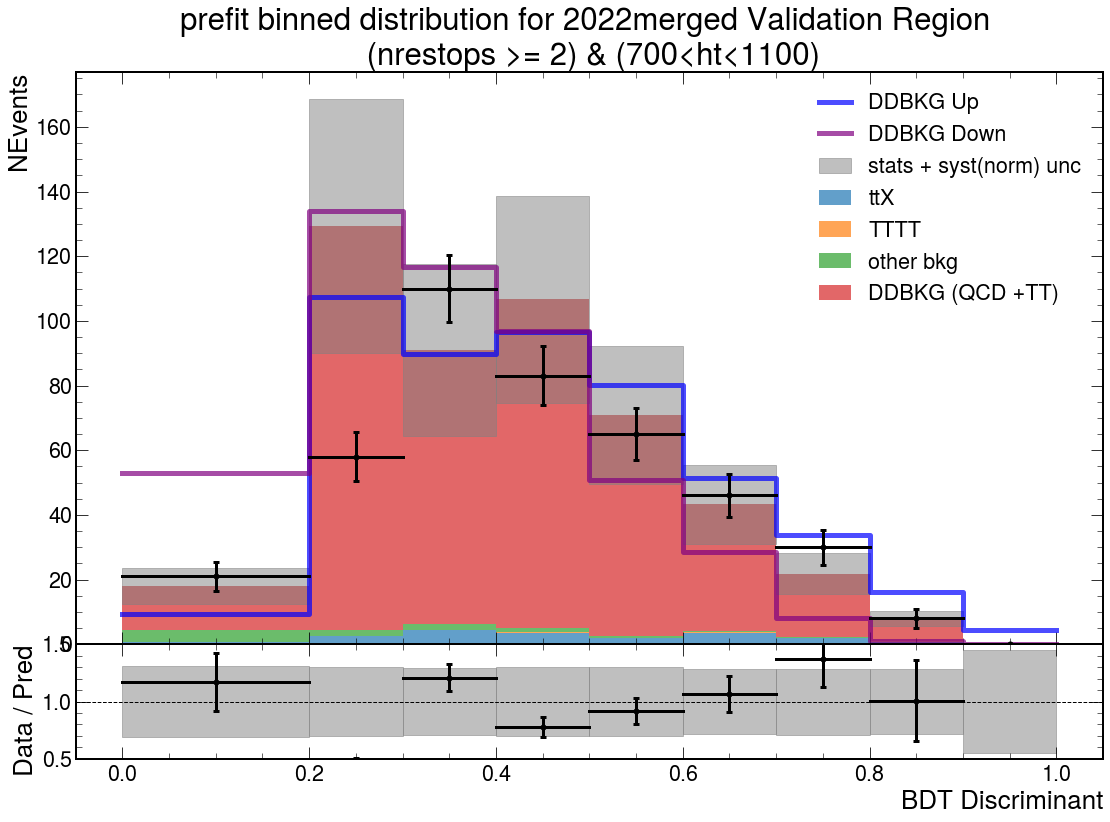 prefit binned distribution for 2022merged Validation Region
(nrestops >= 2) & (700<ht<1100)
NEvents
160
140
120
100
80
60
40
20
0
DDBKG Up
DDBKG Down
stats + syst(norm) unc
ttX
TTTT
other bkg
DDBKG (QCD +TT)
Data / Pred
1.5
1.0
0.5
0.0 0.2 0.4 0.6 0.8 1.0
BDT Discriminant